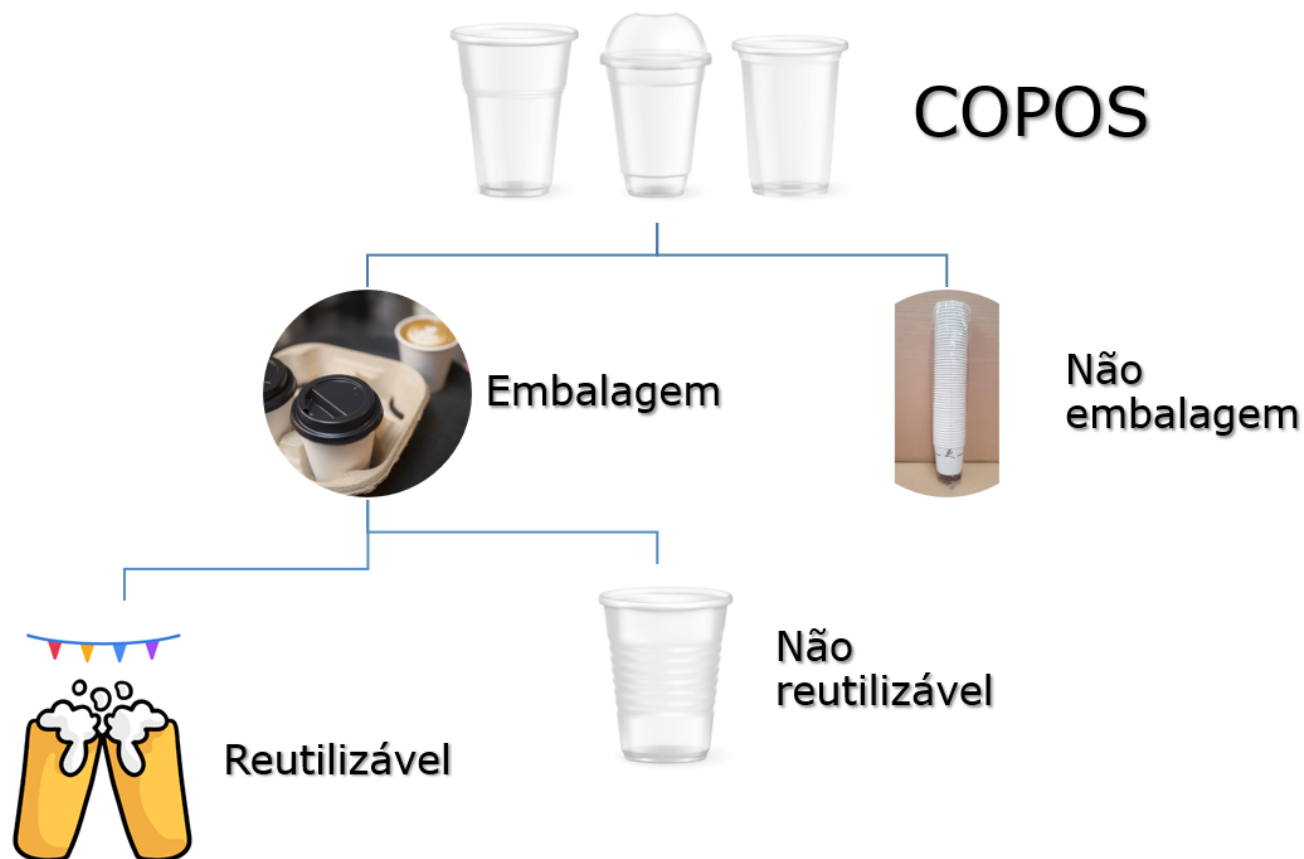 COPOS
Embalagem
Não
embalagem
Não
reutilizável
Reutilizável